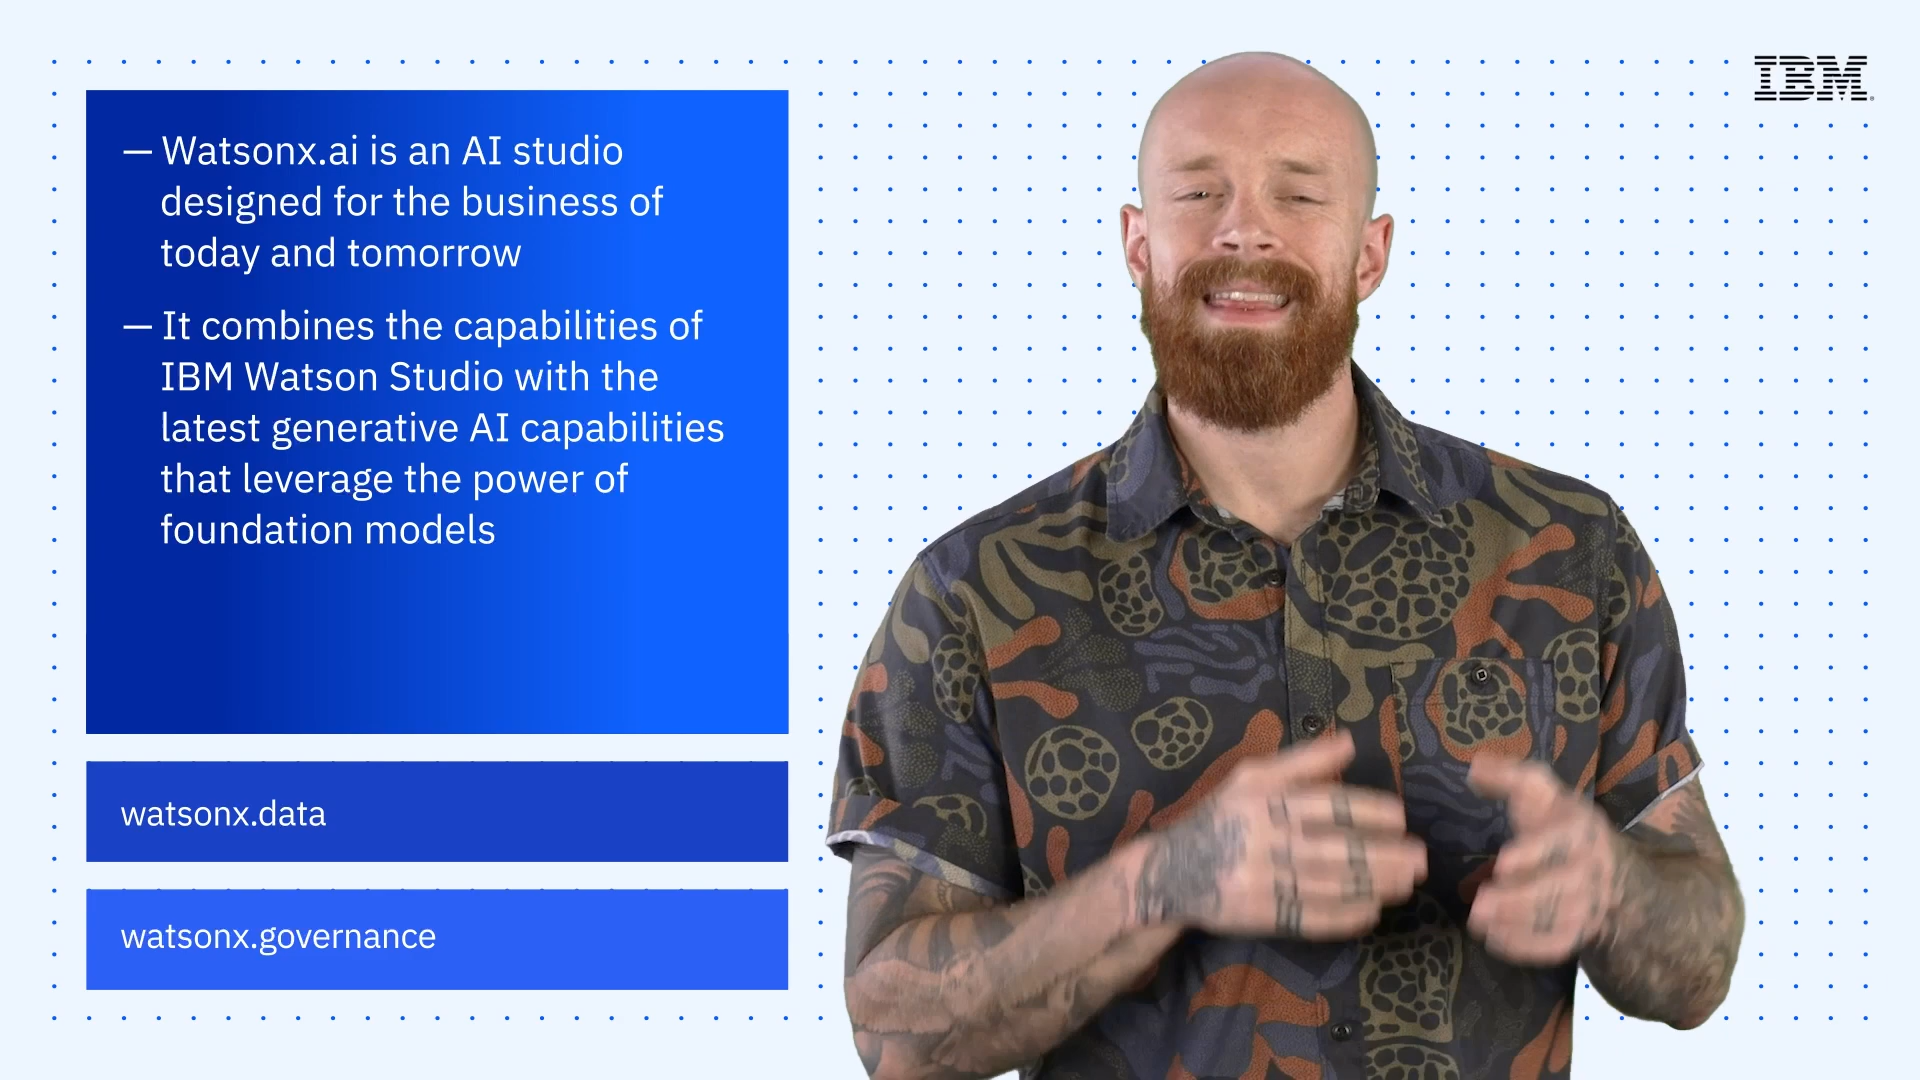 — Watsonx.ai is an AI studio
designed for the business of
today and tomorrow
— It combines the capabilities of
IBM Watson Studio with the
latest generative AI capabilities
that leverage the power of
foundation models
watsonx.data
watsonx.governance
IBM